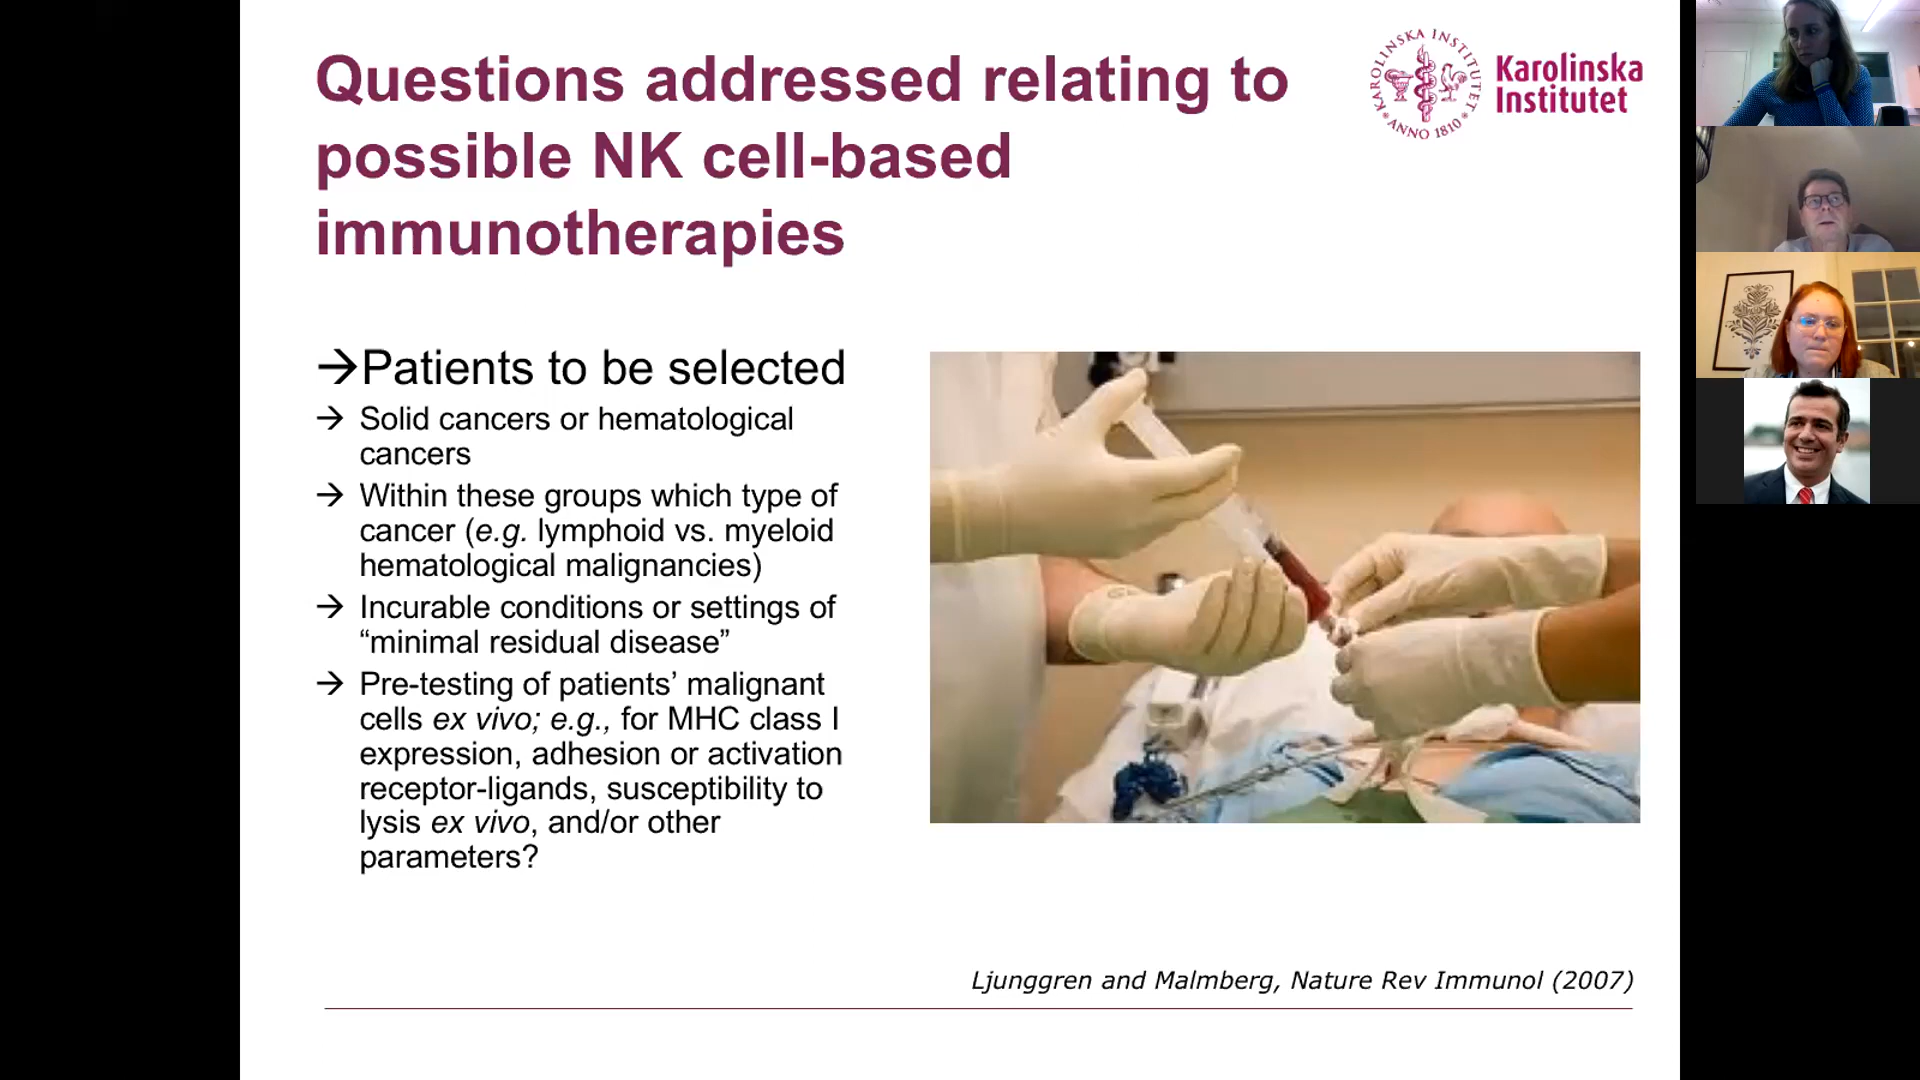 Questions addressed relating to
possible NK cell-based
immunotherapies
KAROLINSKA INSTITUTET
ANNO 1810
Karolinska
Institutet
→Patients to be selected
→ Solid cancers or hematological
cancers
→ Within these groups which type of
cancer (e.g. lymphoid vs. myeloid
hematological malignancies)
→ Incurable conditions or settings of
“minimal residual disease”
→ Pre-testing of patients’ malignant
cells ex vivo; e.g., for MHC class I
expression, adhesion or activation
receptor-ligands, susceptibility to
lysis ex vivo, and/or other
parameters?
Ljunggren and Malmberg, Nature Rev Immunol (2007)